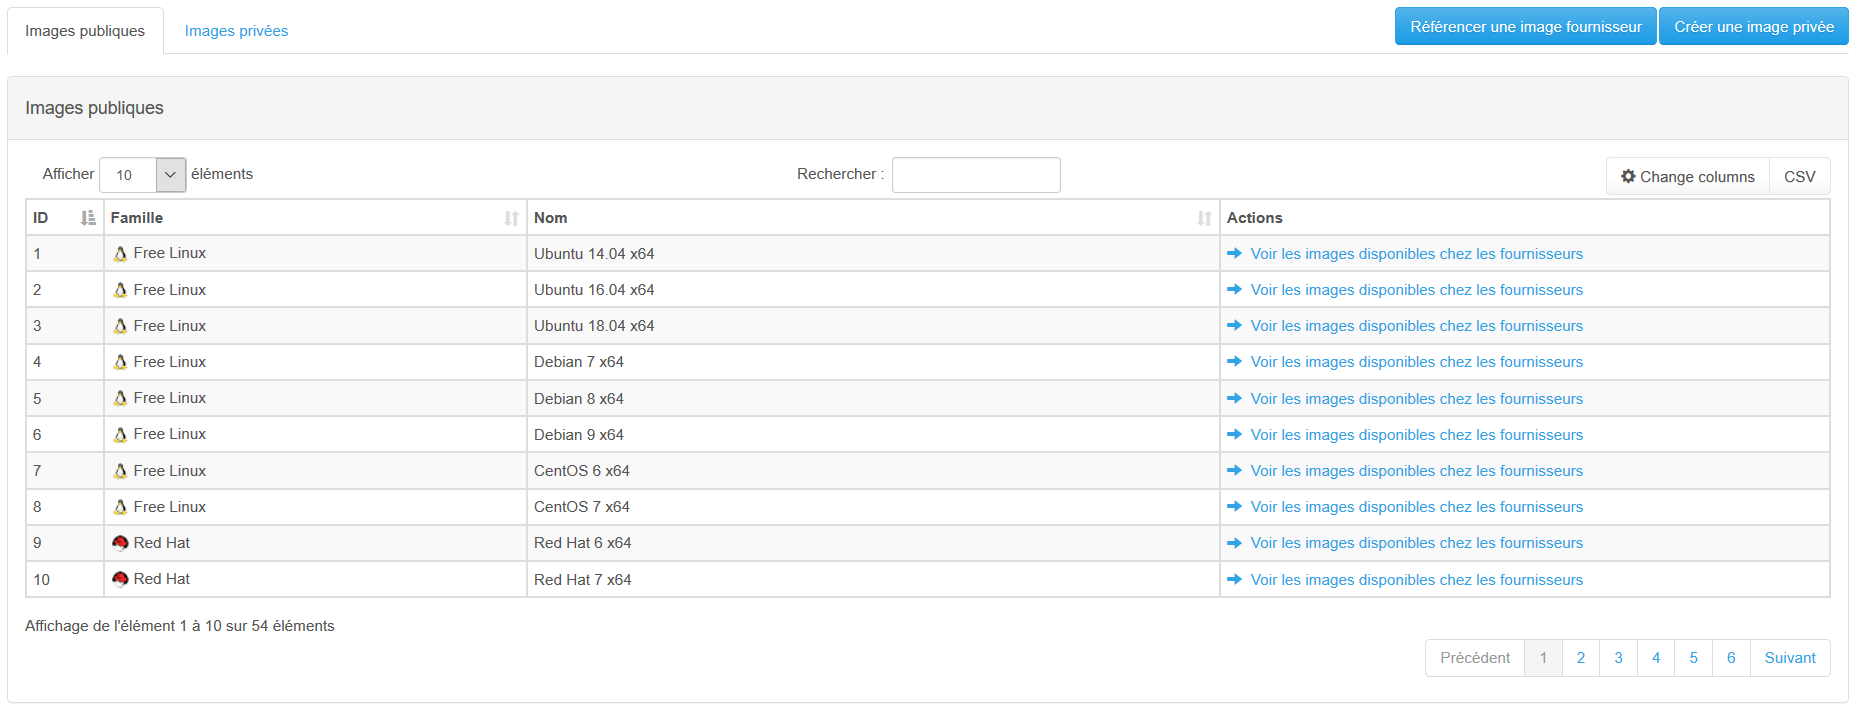 Images publiques Images privées Référencer une image fournisseur Créer une image privée
Images publiques
Afficher 10 éléments Rechercher : Change columns CSV
ID Famille Nom Actions
1 Free Linux Ubuntu 14.04 x64 Voir les images disponibles chez les fournisseurs
2 Free Linux Ubuntu 16.04 x64 Voir les images disponibles chez les fournisseurs
3 Free Linux Ubuntu 18.04 x64 Voir les images disponibles chez les fournisseurs
4 Free Linux Debian 7 x64 Voir les images disponibles chez les fournisseurs
5 Free Linux Debian 8 x64 Voir les images disponibles chez les fournisseurs
6 Free Linux Debian 9 x64 Voir les images disponibles chez les fournisseurs
7 Free Linux CentOS 6 x64 Voir les images disponibles chez les fournisseurs
8 Free Linux CentOS 7 x64 Voir les images disponibles chez les fournisseurs
9 Red Hat Red Hat 6 x64 Voir les images disponibles chez les fournisseurs
10 Red Hat Red Hat 7 x64 Voir les images disponibles chez les fournisseurs
Affichage de l'élément 1 à 10 sur 54 éléments
Précédent 1 2 3 4 5 6 Suivant